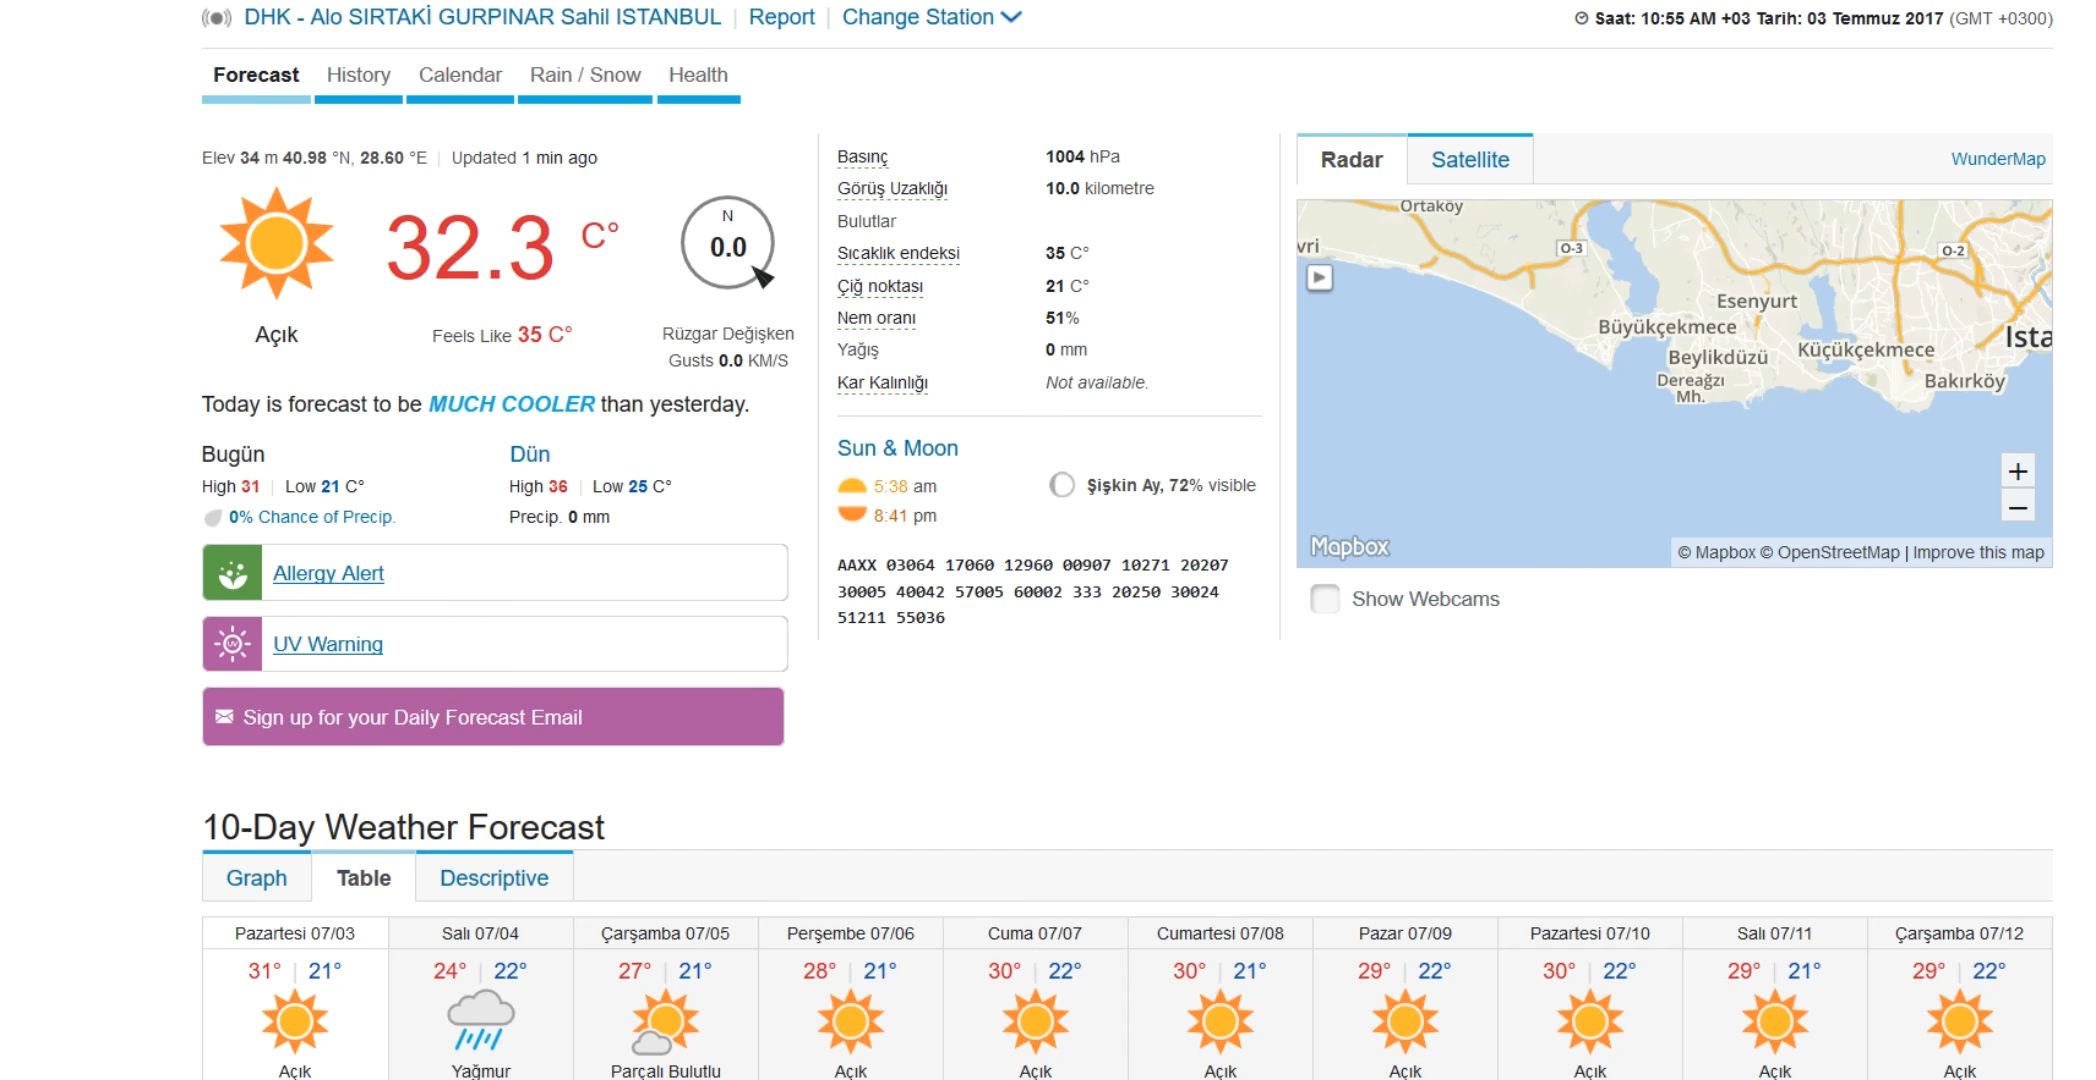 DHK - Alo SIRTAKİ GURPINAR Sahil ISTANBUL | Report | Change Station
Saat: 10:55 AM +03 Tarih: 03 Temmuz 2017 (GMT +0300)
Forecast History Calendar Rain / Snow Health
Elev 34 m 40.98 °N, 28.60 °E | Updated 1 min ago
32.3 C°
N
0.0
Açık
Feels Like 35 C°
Rüzgar Değişken
Gusts 0.0 KM/S
Today is forecast to be MUCH COOLER than yesterday.
Bugün
High 31 | Low 21 C°
0% Chance of Precip.
Dün
High 36 | Low 25 C°
Precip. 0 mm
Allergy Alert
UV
UV Warning
Sign up for your Daily Forecast Email
Basınç 1004 hPa
Görüş Uzaklığı 10.0 kilometre
Bulutlar
Sıcaklık endeksi 35 C°
Çiğ noktası 21 C°
Nem oranı 51%
Yağış 0 mm
Kar Kalınlığı Not available.
Sun & Moon
5:38 am
8:41 pm
Şişkin Ay, 72% visible
AAXX 03064 17060 12960 00907 10271 20207
30005 40042 57005 60002 333 20250 30024
51211 55036
Radar Satellite WunderMap
Ortaköy
vri
O-3
O-2
Esenyurt
Büyükçekmece
Ista
Beylikdüzü
Küçükçekmece
Dereağzı
Mh.
Bakırköy
+
−
Mapbox
© Mapbox © OpenStreetMap | Improve this map
Show Webcams
10-Day Weather Forecast
Graph Table Descriptive
Pazartesi 07/03 Salı 07/04 Çarşamba 07/05 Perşembe 07/06 Cuma 07/07 Cumartesi 07/08 Pazar 07/09 Pazartesi 07/10 Salı 07/11 Çarşamba 07/12
31° | 21° 24° | 22° 27° | 21° 28° | 21° 30° | 22° 30° | 21° 29° | 22° 30° | 22° 29° | 21° 29° | 22°
Açık Yağmur Parçalı Bulutlu Açık Açık Açık Açık Açık Açık Açık